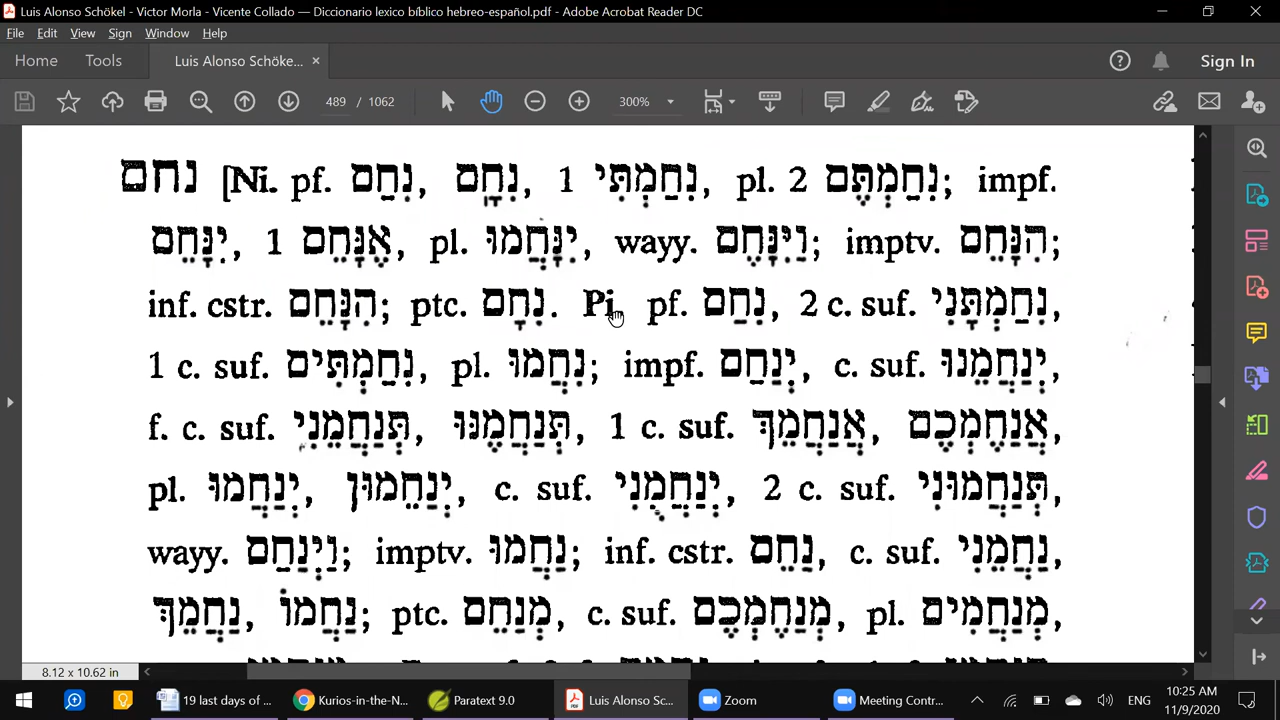 Luis Alonso Schökel - Victor Morla - Vicente Collado — Diccionario lexico bíblico hebreo-español.pdf - Adobe Acrobat Reader DC
File Edit View Sign Window Help
Home Tools Luis Alonso Schöke... × Sign In
489 / 1062 300%
נחם [Ni. pf. נִחַם, נִחָם, 1 נִחַמְתִּי, pl. 2 נִחַמְתֶּם; impf.
יִנָּחֵם, 1 אֶנָּחֵם, pl. יִנָּחֲמוּ, wayy. וַיִּנָּחֶם; imptv. הִנָּחֵם;
inf. cstr. הִנָּחֵם; ptc. נִחָם. Pi. pf. נִחַם, 2 c. suf. נִחַמְתָּנִי,
1 c. suf. נִחַמְתִּים, pl. נִחֲמוּ; impf. יְנַחֵם, c. suf. יְנַחֲמֵנוּ,
f. c. suf. תְּנַחֲמֵנִי, תְּנַחֲמֶנּוּ, 1 c. suf. אֲנַחֲמֵךְ, אֲנַחֶמְכֶם,
pl. יְנַחֲמוּ, יְנַחֵמוּן, c. suf. יְנַחֲמֻנִי, 2 c. suf. תְּנַחֲמוּנִי,
wayy. וַיְנַחֵם; imptv. נַחֲמוּ; inf. cstr. נַחֵם, c. suf. נַחֲמֵנִי,
נַחֲמֵךְ, נַחֲמוֹ; ptc. מְנַחֵם, c. suf. מְנַחֶמְכֶם, pl. מְנַחֲמִים,
8.12 x 10.62 in
19 last days of ... Kurios-in-the-N... Paratext 9.0 Luis Alonso Sc... Zoom Meeting Contr... ENG 10:25 AM
11/9/2020